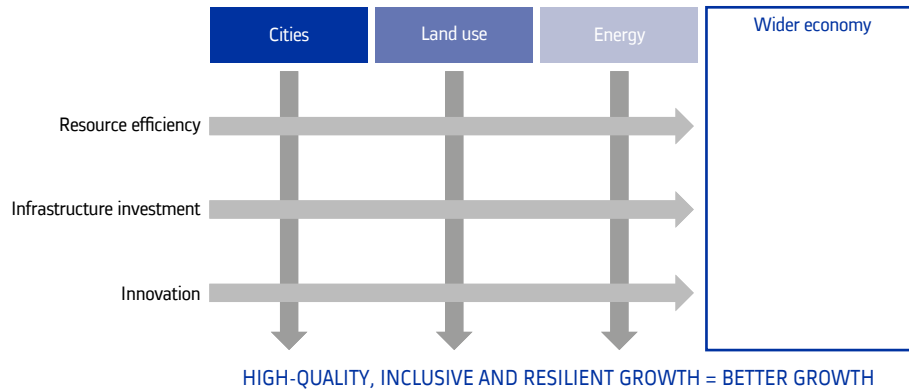 Cities
Land use
Energy
Wider economy
Resource efficiency
Infrastructure investment
Innovation
HIGH-QUALITY, INCLUSIVE AND RESILIENT GROWTH = BETTER GROWTH